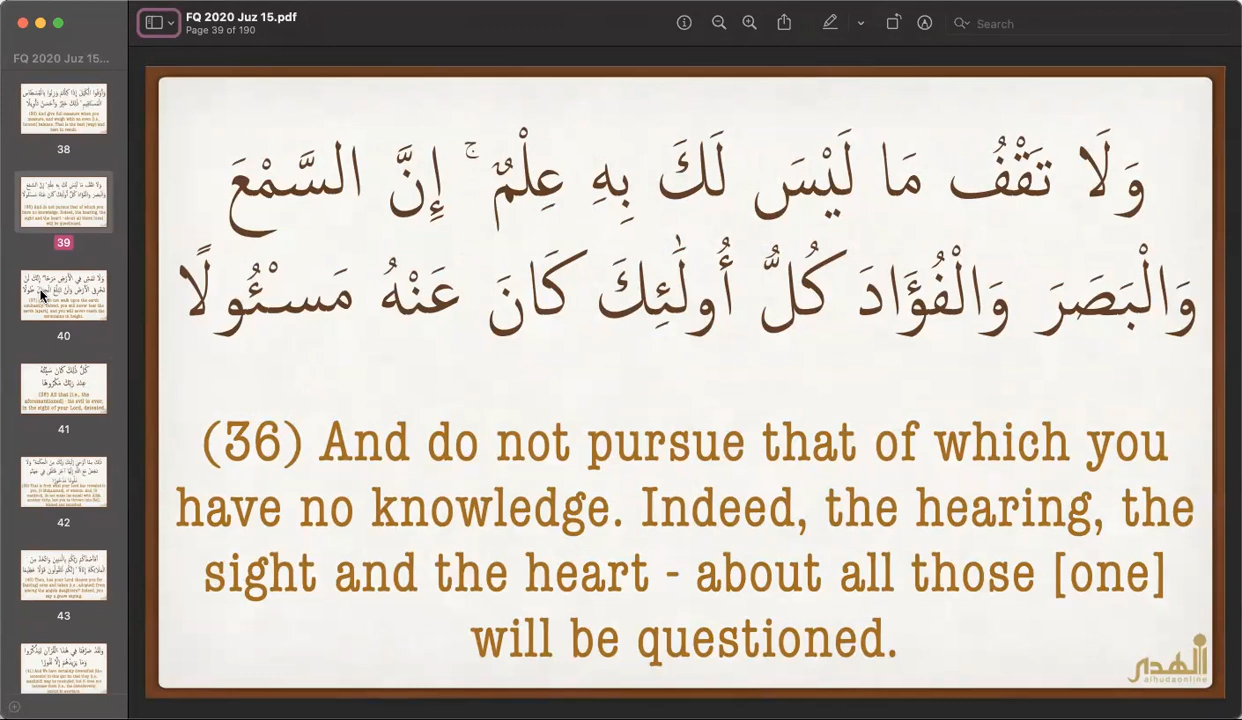 FQ 2020 Juz 15.pdf
Page 39 of 190
Search
FQ 2020 Juz 15...
38
39
40
41
42
43
وَلَا تَقْفُ مَا لَيْسَ لَكَ بِهِ عِلْمٌ ۚ إِنَّ السَّمْعَ
وَالْبَصَرَ وَالْفُؤَادَ كُلُّ أُولَٰئِكَ كَانَ عَنْهُ مَسْئُولًا
(36) And do not pursue that of which you
have no knowledge. Indeed, the hearing, the
sight and the heart - about all those [one]
will be questioned.
الهدى
alhudaonline